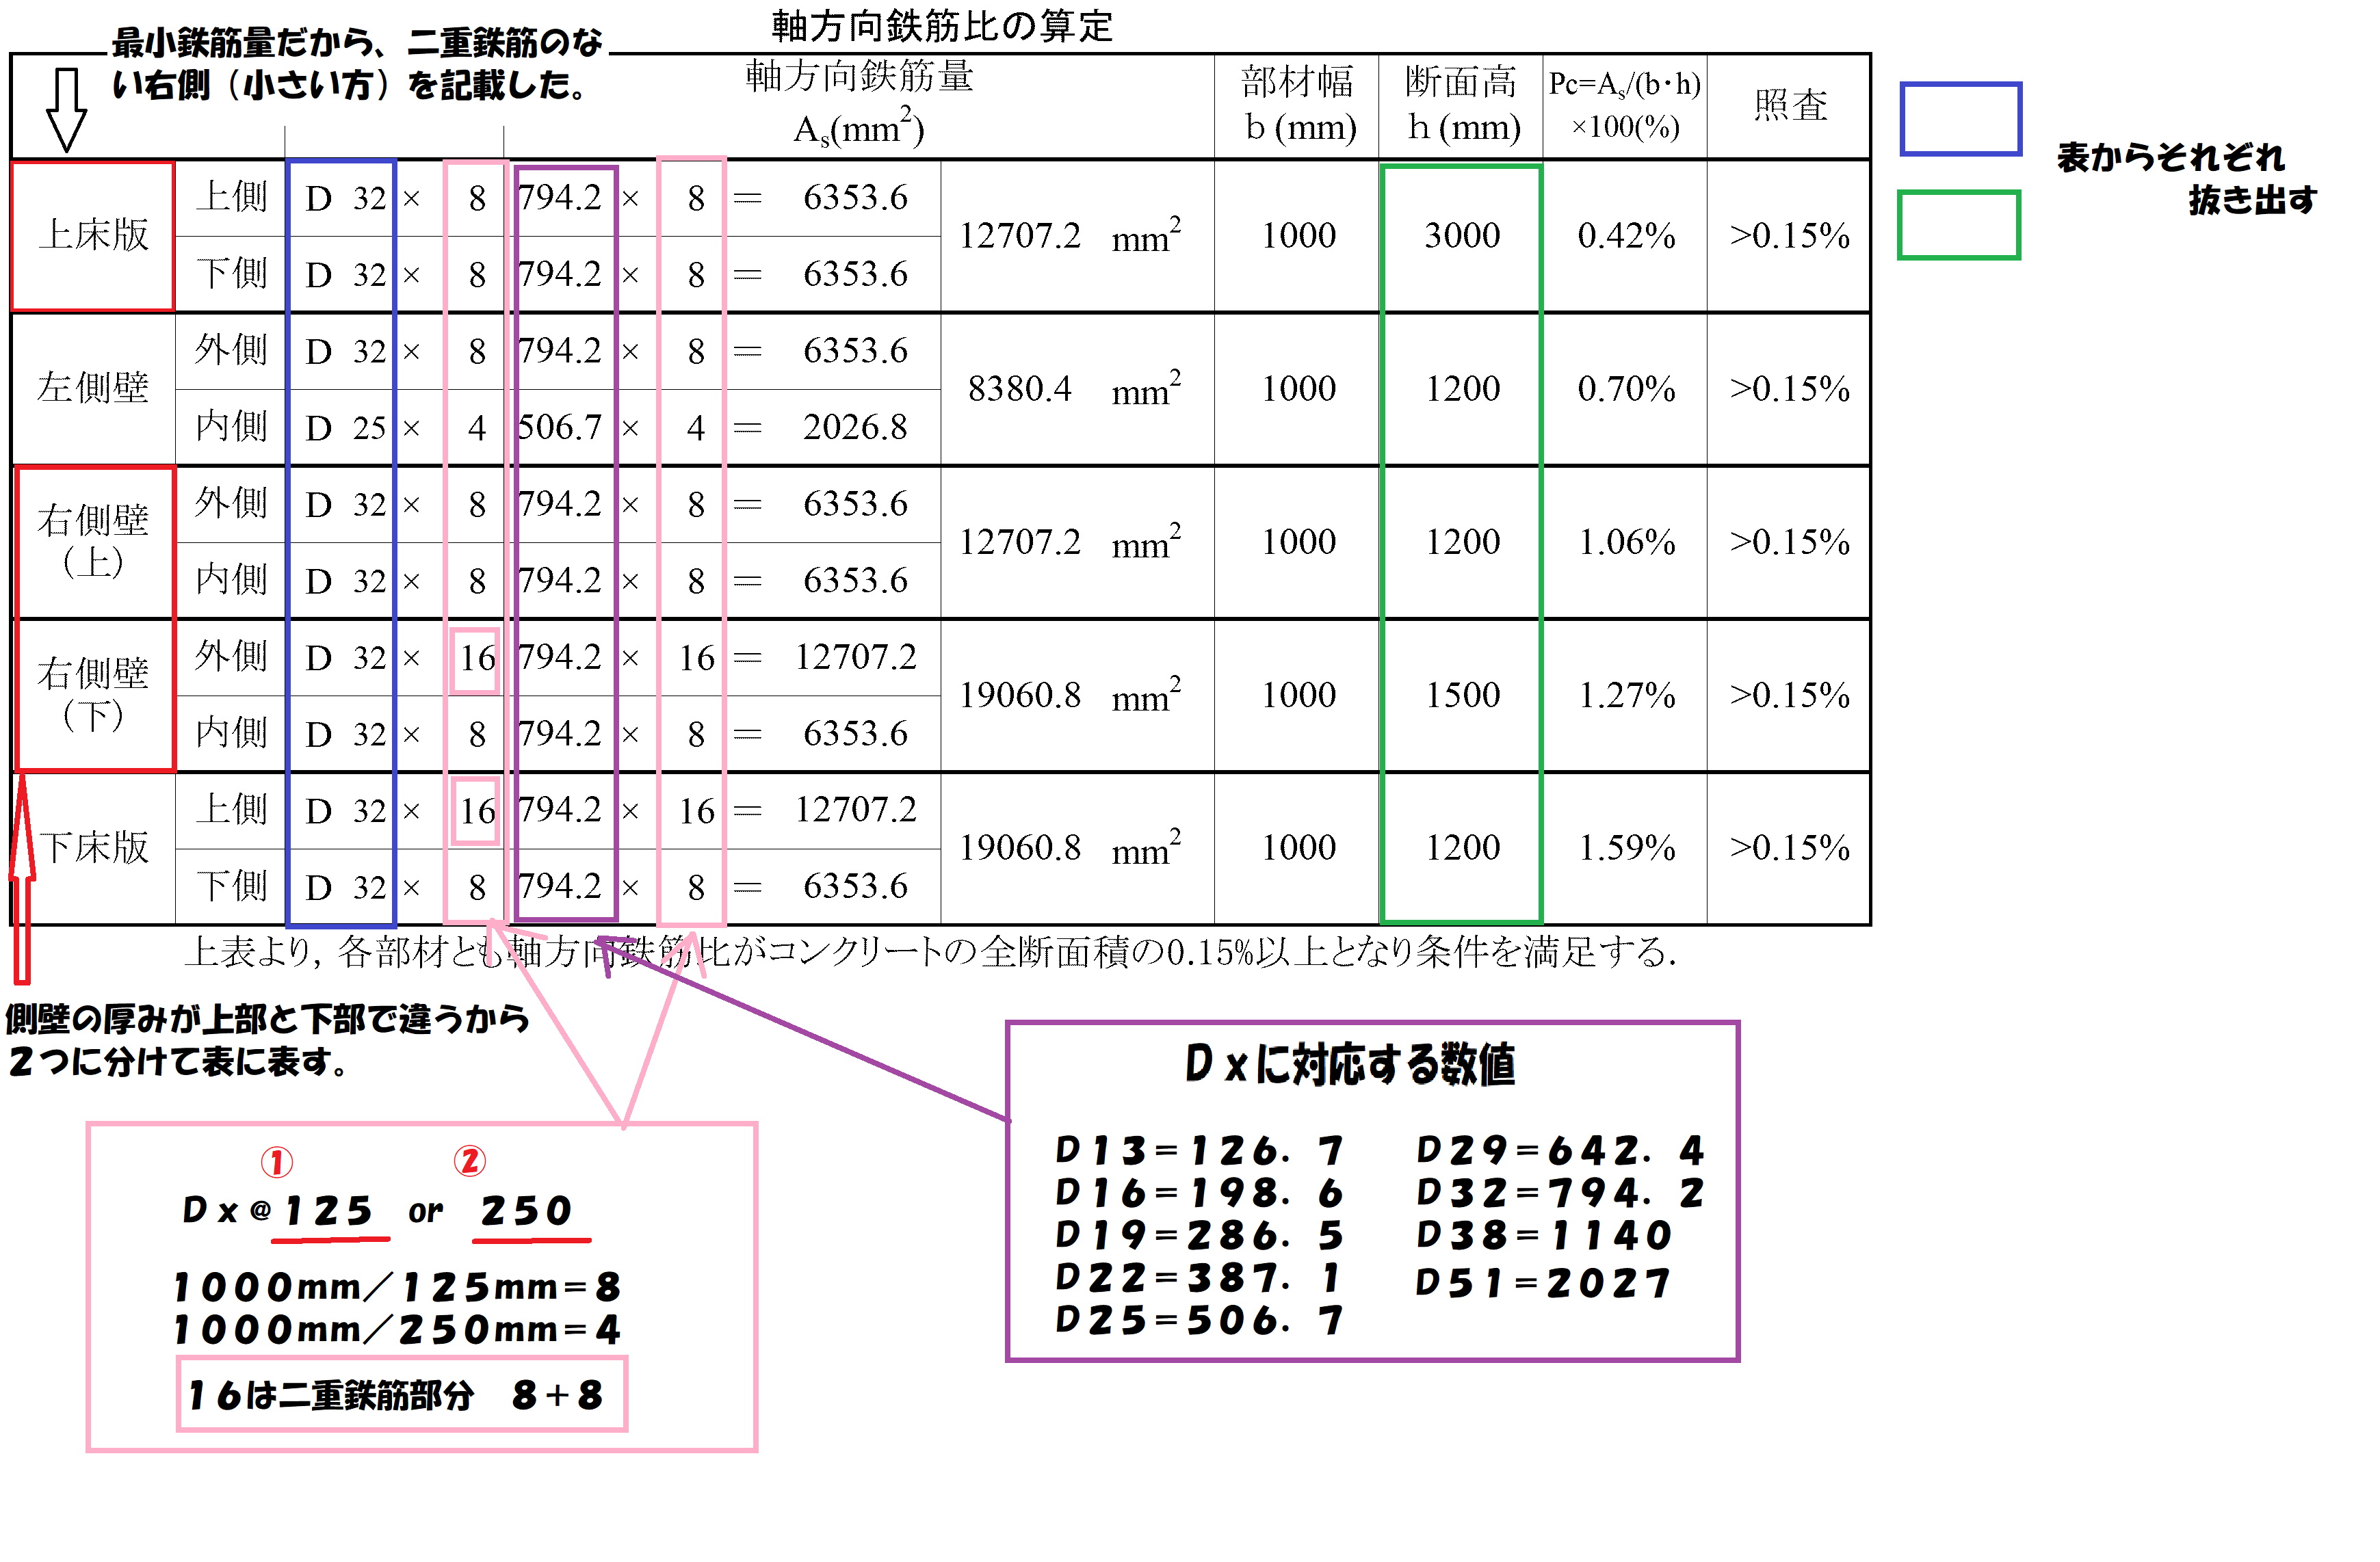 軸方向鉄筋比の算定
最小鉄筋量だから、二重鉄筋のな
い右側（小さい方）を記載した。
軸方向鉄筋量 部材幅 断面高 Pc=As/(b・h) 照査
As(mm2) b(mm) h(mm) ×100(%)
上床版 上側 D 32 × 8 794.2 × 8 = 6353.6 12707.2 mm2 1000 3000 0.42% >0.15%
下側 D 32 × 8 794.2 × 8 = 6353.6
左側壁 外側 D 32 × 8 794.2 × 8 = 6353.6 8380.4 mm2 1000 1200 0.70% >0.15%
内側 D 25 × 4 506.7 × 4 = 2026.8
右側壁（上） 外側 D 32 × 8 794.2 × 8 = 6353.6 12707.2 mm2 1000 1200 1.06% >0.15%
内側 D 32 × 8 794.2 × 8 = 6353.6
右側壁（下） 外側 D 32 × 16 794.2 × 16 = 12707.2 19060.8 mm2 1000 1500 1.27% >0.15%
内側 D 32 × 8 794.2 × 8 = 6353.6
下床版 上側 D 32 × 16 794.2 × 16 = 12707.2 19060.8 mm2 1000 1200 1.59% >0.15%
下側 D 32 × 8 794.2 × 8 = 6353.6
上表より，各部材とも軸方向鉄筋比がコンクリートの全断面積の0.15%以上となり条件を満足する．
表からそれぞれ
抜き出す
側壁の厚みが上部と下部で違うから
２つに分けて表に表す。
① ②
Ｄｘ＠１２５ or ２５０
１０００mm／１２５mm＝８
１０００mm／２５０mm＝４
１６は二重鉄筋部分 ８＋８
Ｄｘに対応する数値
Ｄ１３＝１２６．７ Ｄ２９＝６４２．４
Ｄ１６＝１９８．６ Ｄ３２＝７９４．２
Ｄ１９＝２８６．５ Ｄ３８＝１１４０
Ｄ２２＝３８７．１ Ｄ５１＝２０２７
Ｄ２５＝５０６．７